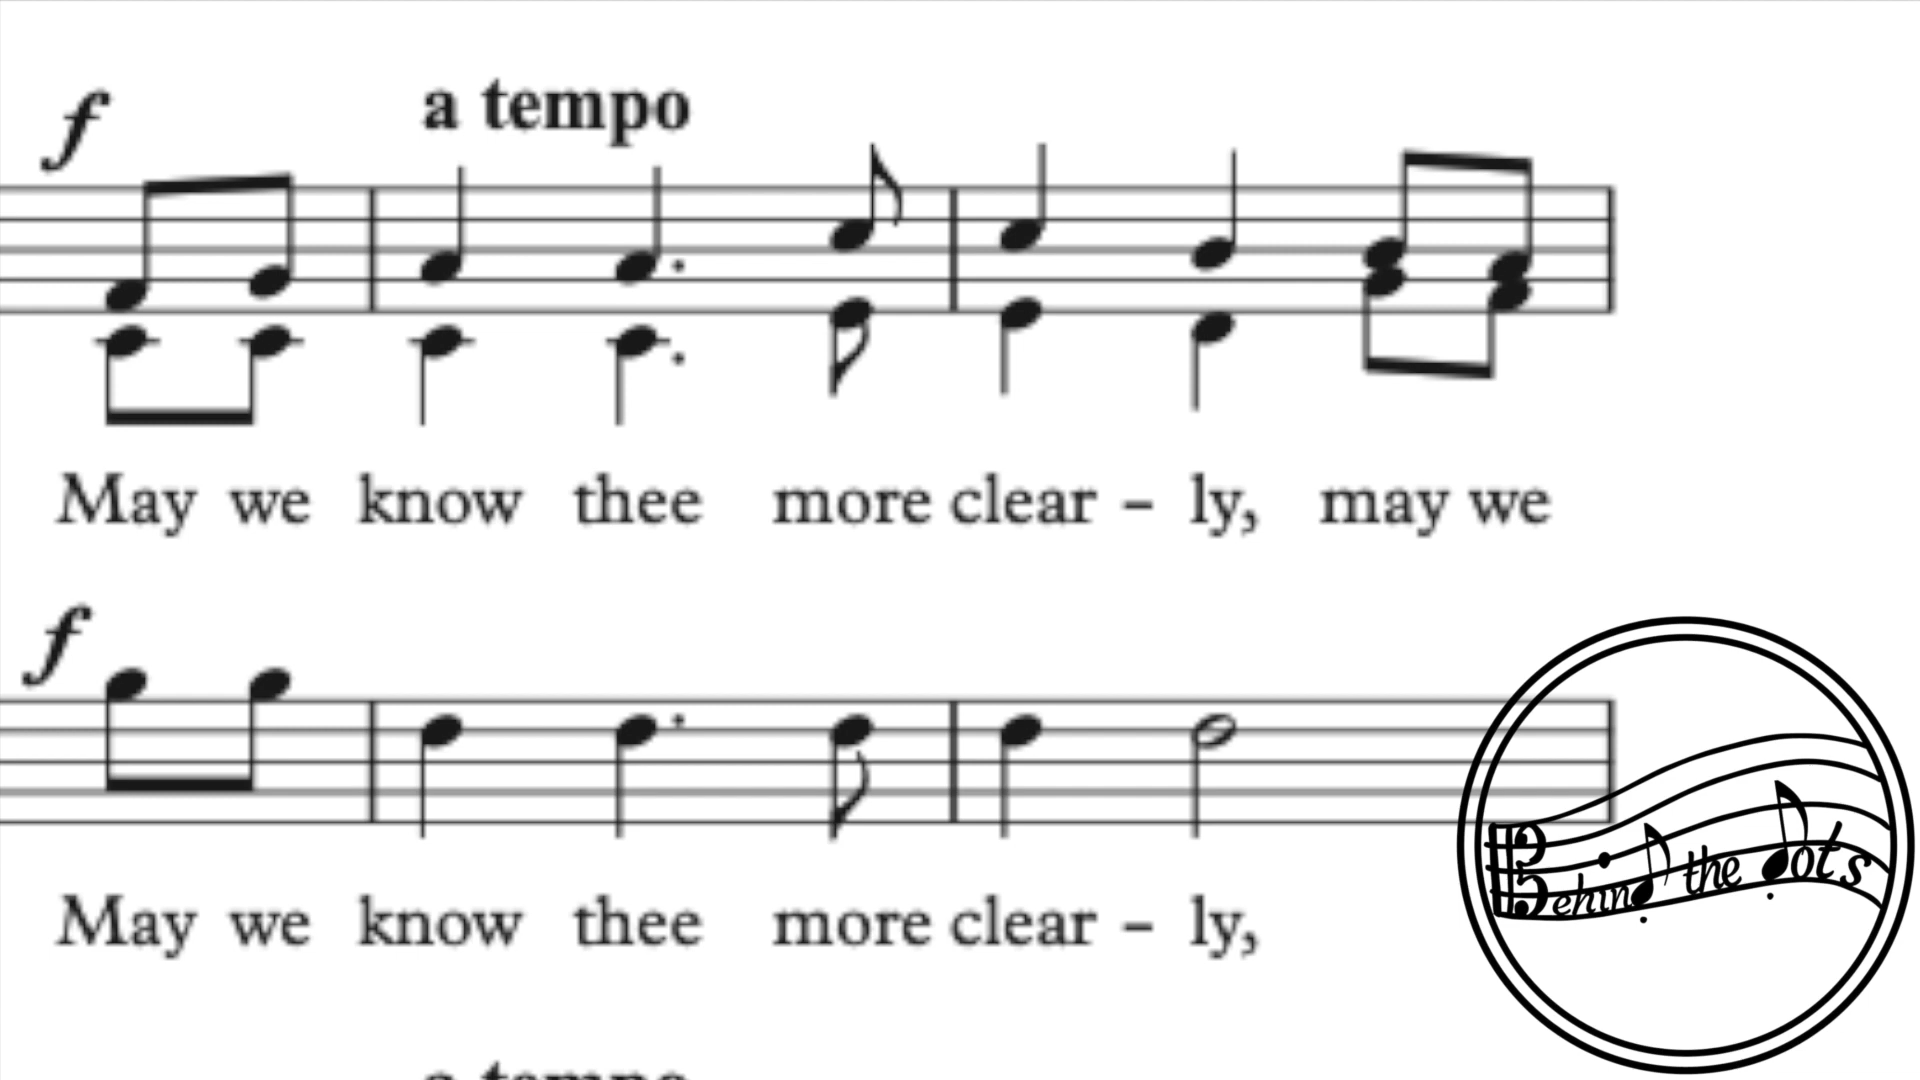 f
a tempo
May we know thee more clear – ly, may we
f
May we know thee more clear – ly,
Behind the Dots
a tempo